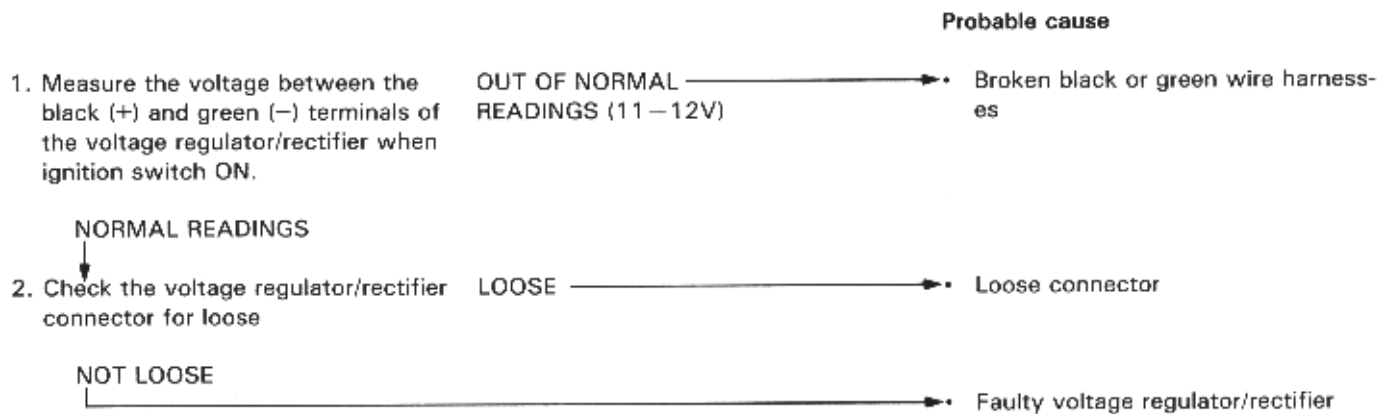 Probable cause
1. Measure the voltage between the
black (+) and green (−) terminals of
the voltage regulator/rectifier when
ignition switch ON.
OUT OF NORMAL
READINGS (11−12V)
• Broken black or green wire harness-
es
NORMAL READINGS
2. Check the voltage regulator/rectifier
connector for loose
LOOSE
• Loose connector
NOT LOOSE
• Faulty voltage regulator/rectifier